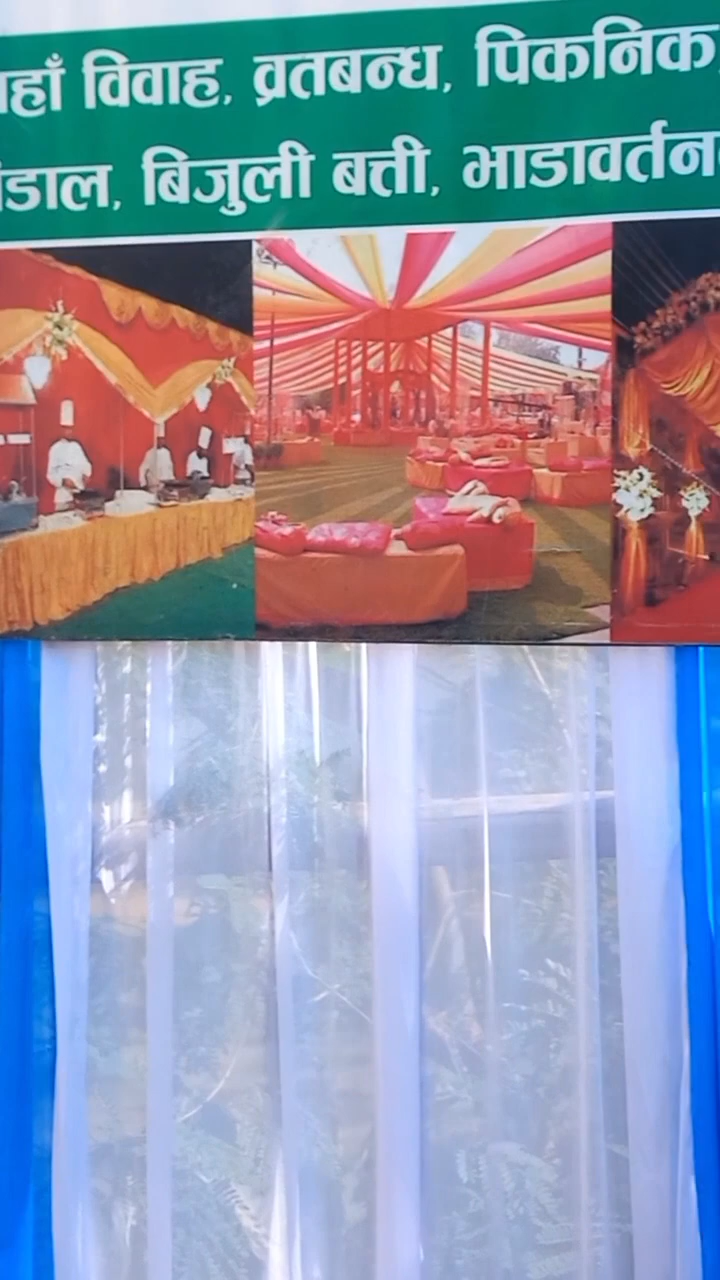 हाँ विवाह, व्रतबन्ध, पिकनिक,
ंडाल, बिजुली बत्ती, भाडावर्तन